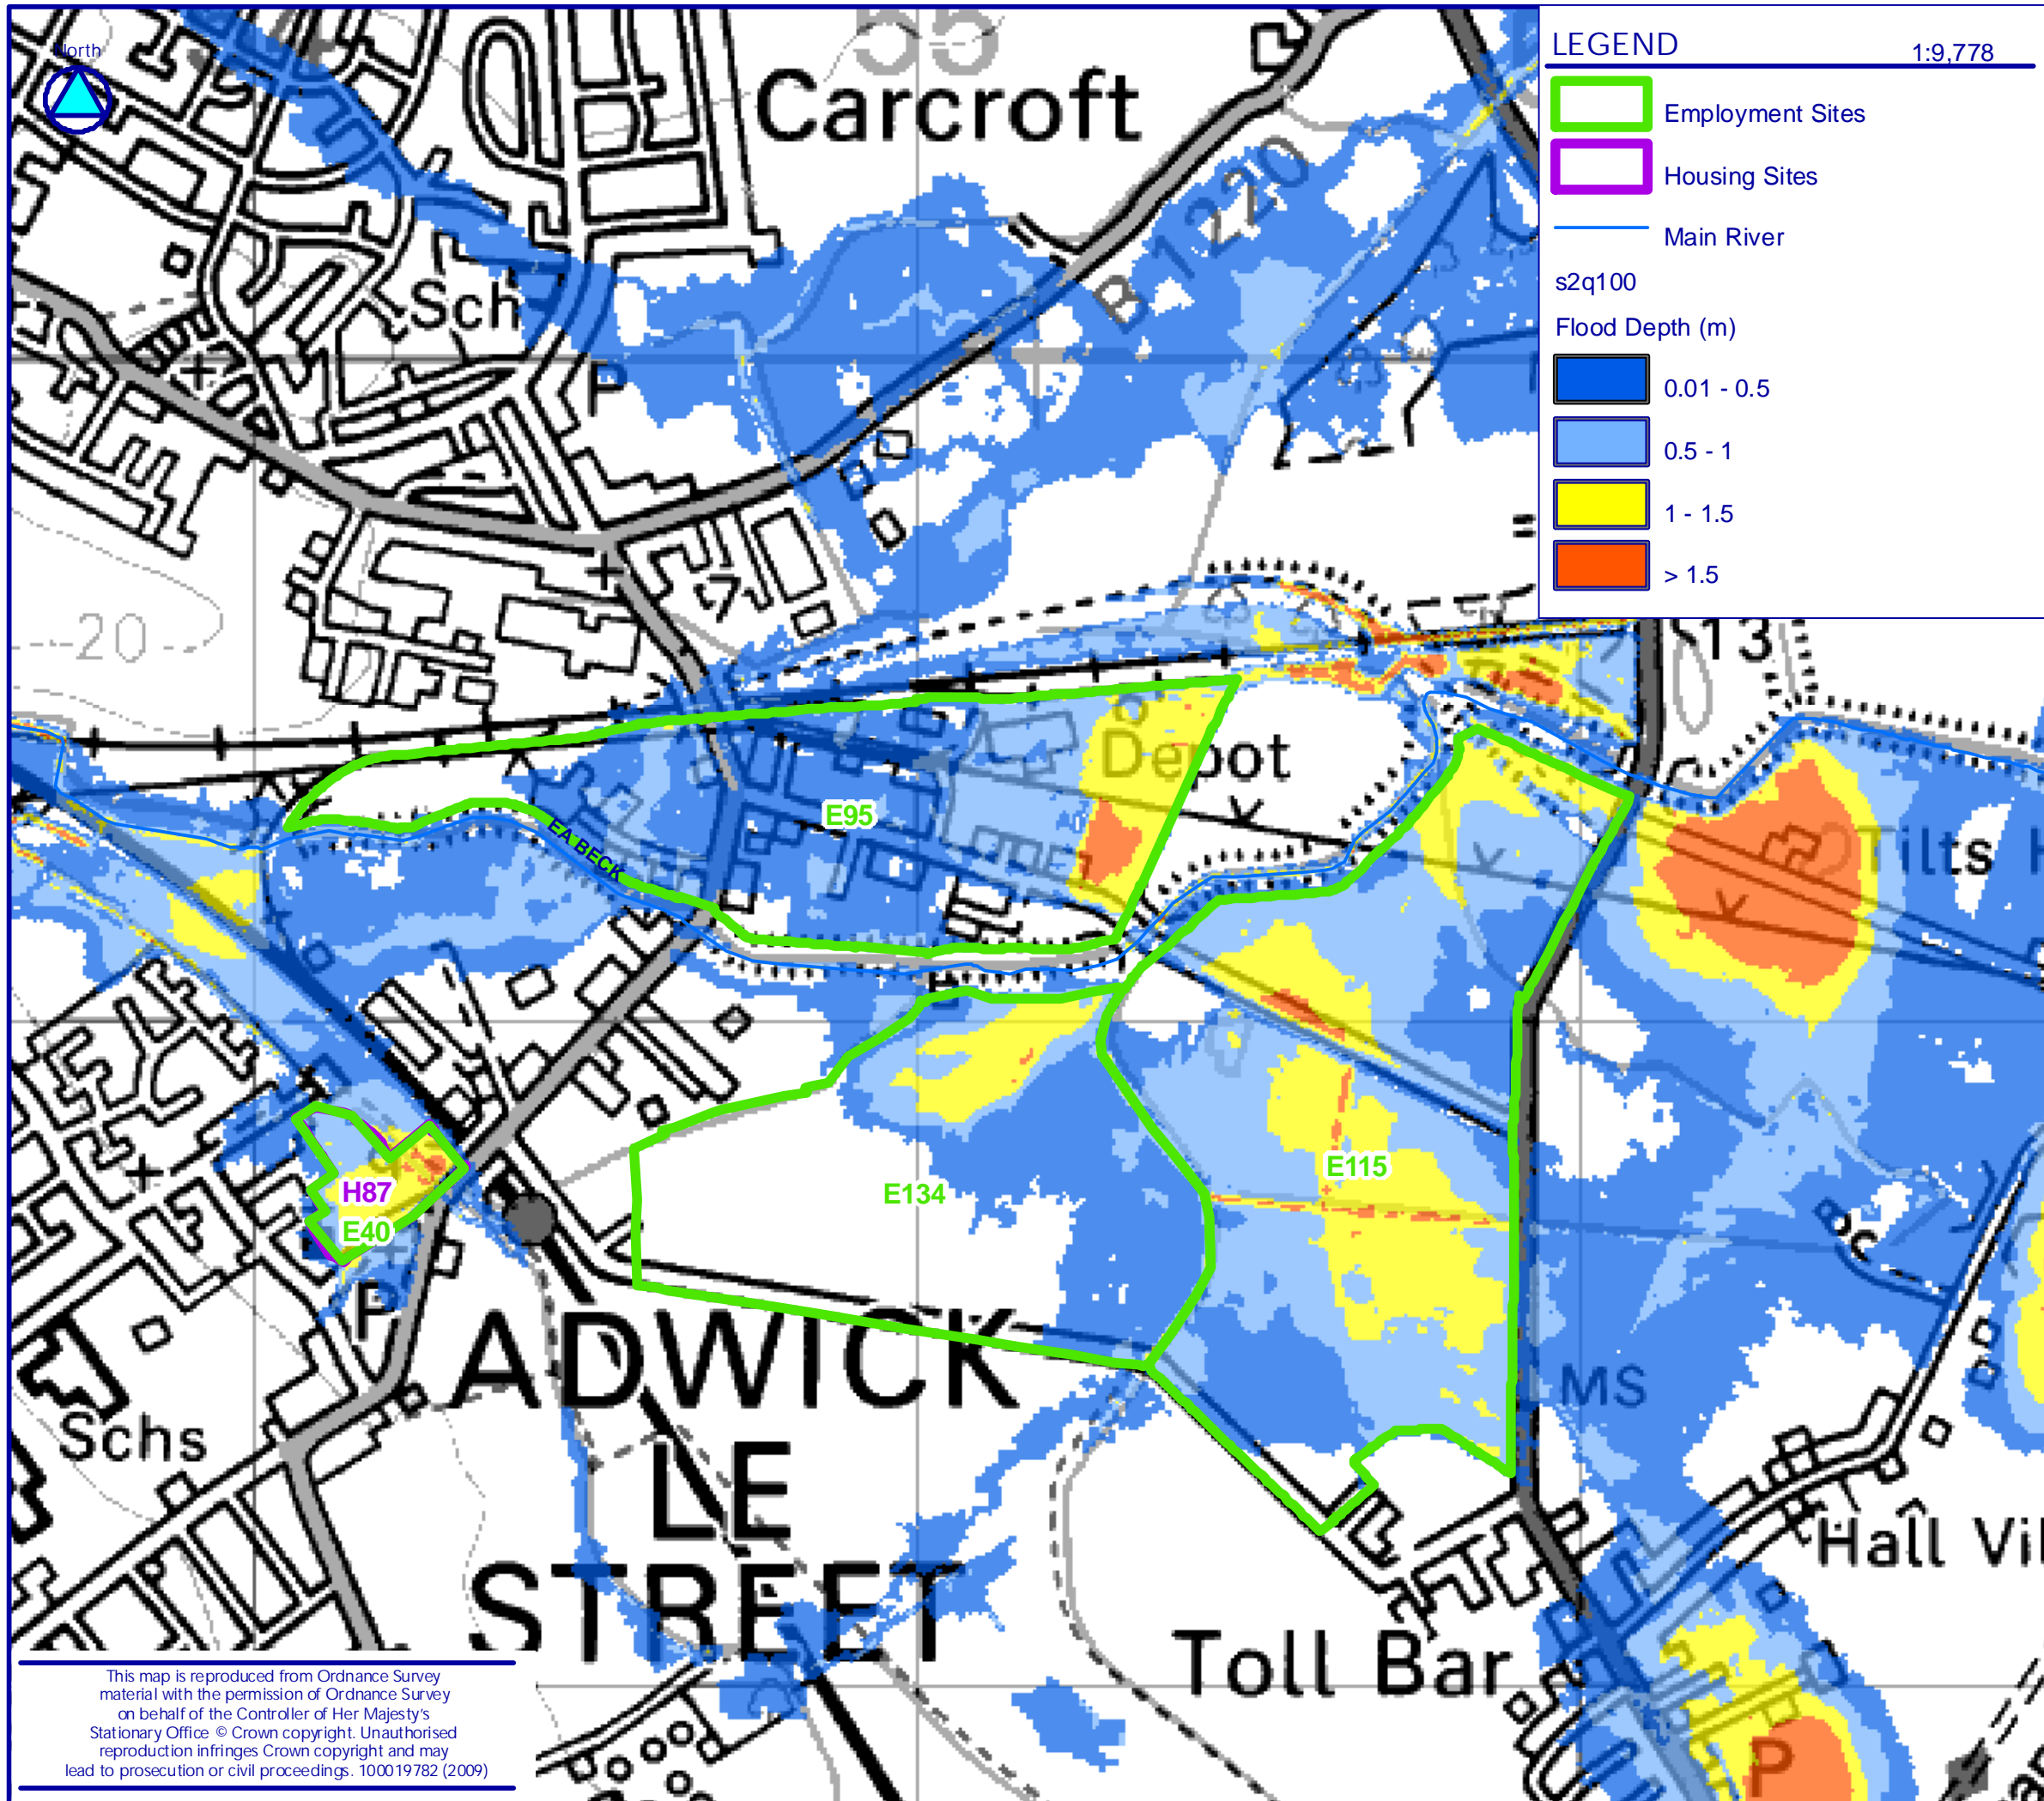 North
55
Carcroft
B 1220
Sch
P
20
13
Depot
E95
EA BECK
Tilts
E115
E134
H87
E40
P
ADWICK
LE
STREET
MS
Schs
Hall Vi
Toll Bar
P
LEGEND
1:9,778
Employment Sites
Housing Sites
Main River
s2q100
Flood Depth (m)
0.01 - 0.5
0.5 - 1
1 - 1.5
> 1.5
This map is reproduced from Ordnance Survey
material with the permission of Ordnance Survey
on behalf of the Controller of Her Majesty's
Stationary Office © Crown copyright. Unauthorised
reproduction infringes Crown copyright and may
lead to prosecution or civil proceedings. 100019782 (2009)